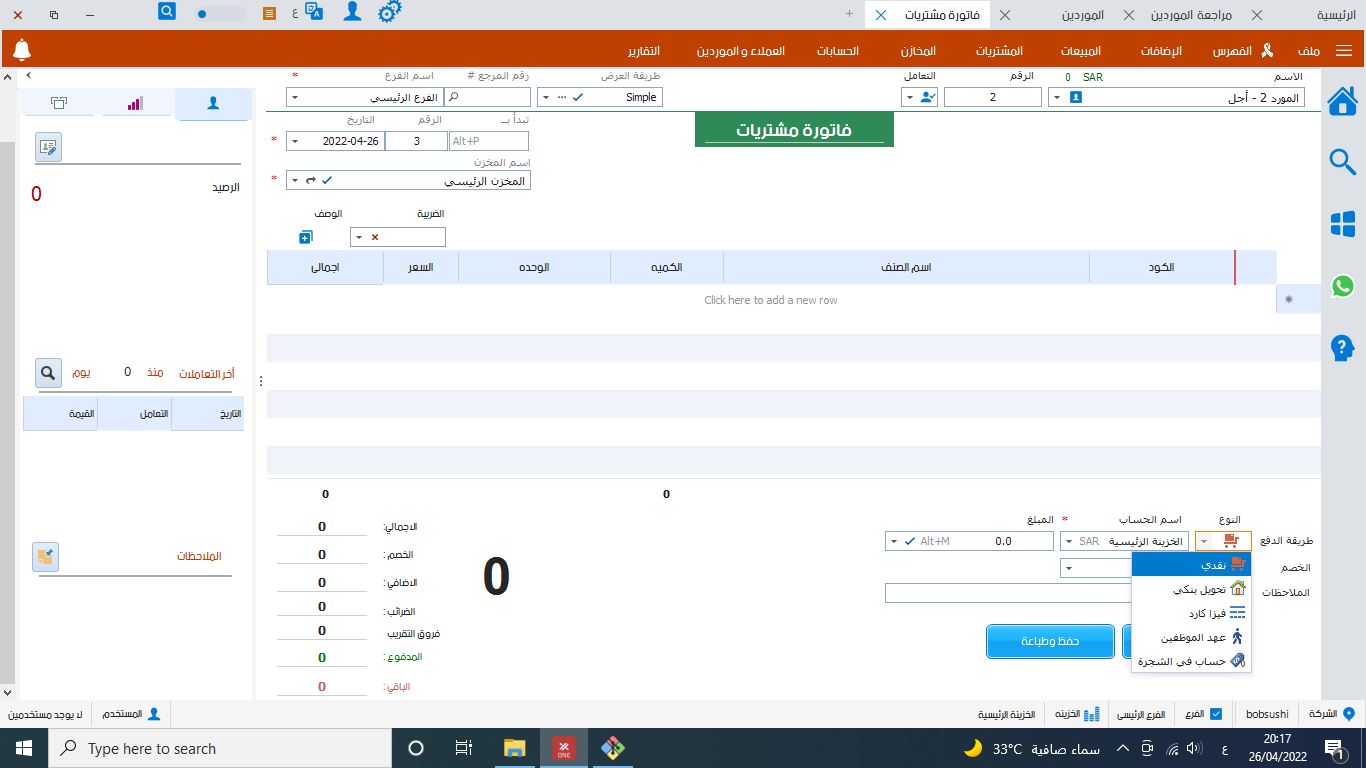 الرئيسية مراجعة الموردين الموردين فاتورة مشتريات + ع
ملف الفهرس الإضافات المبيعات المشتريات المخازن الحسابات العملاء و الموردين التقارير
الاسم SAR 0 الرقم التعامل طريقة العرض رقم المرجع # اسم الفرع *
المورد 2 - أجل 2 Simple الفرع الرئيسي
فاتورة مشتريات
تبدأ بـ الرقم التاريخ
Alt+P 3 2022-04-26 *
اسم المخزن
المخزن الرئيسي *
الرصيد 0
الضريبة الوصف
الكود اسم الصنف الكميه الوحده السعر اجمالى
Click here to add a new row
أخر التعاملات منذ 0 يوم
التاريخ التعامل القيمة
0 0
النوع اسم الحساب * المبلغ
طريقة الدفع الخزينة الرئيسية SAR 0.0 Alt+M
الخصم
الملاحظات
نقدي
تحويل بنكي
فيزا كارد
عهد الموظفين
حساب في الشجرة
حفظ وطباعة
0
الاجمالي: 0
الخصم : 0
الاضافي : 0
الضرائب : 0
فروق التقريب 0
المدفوع : 0
الباقي : 0
الملاحظات
الشركة bobsushi الفرع الفرع الرئيسى الخزينه الخزينة الرئيسية المستخدم لا يوجد مستخدمين
Type here to search ONE 33°C سماء صافية ع 20:17 1
26/04/2022